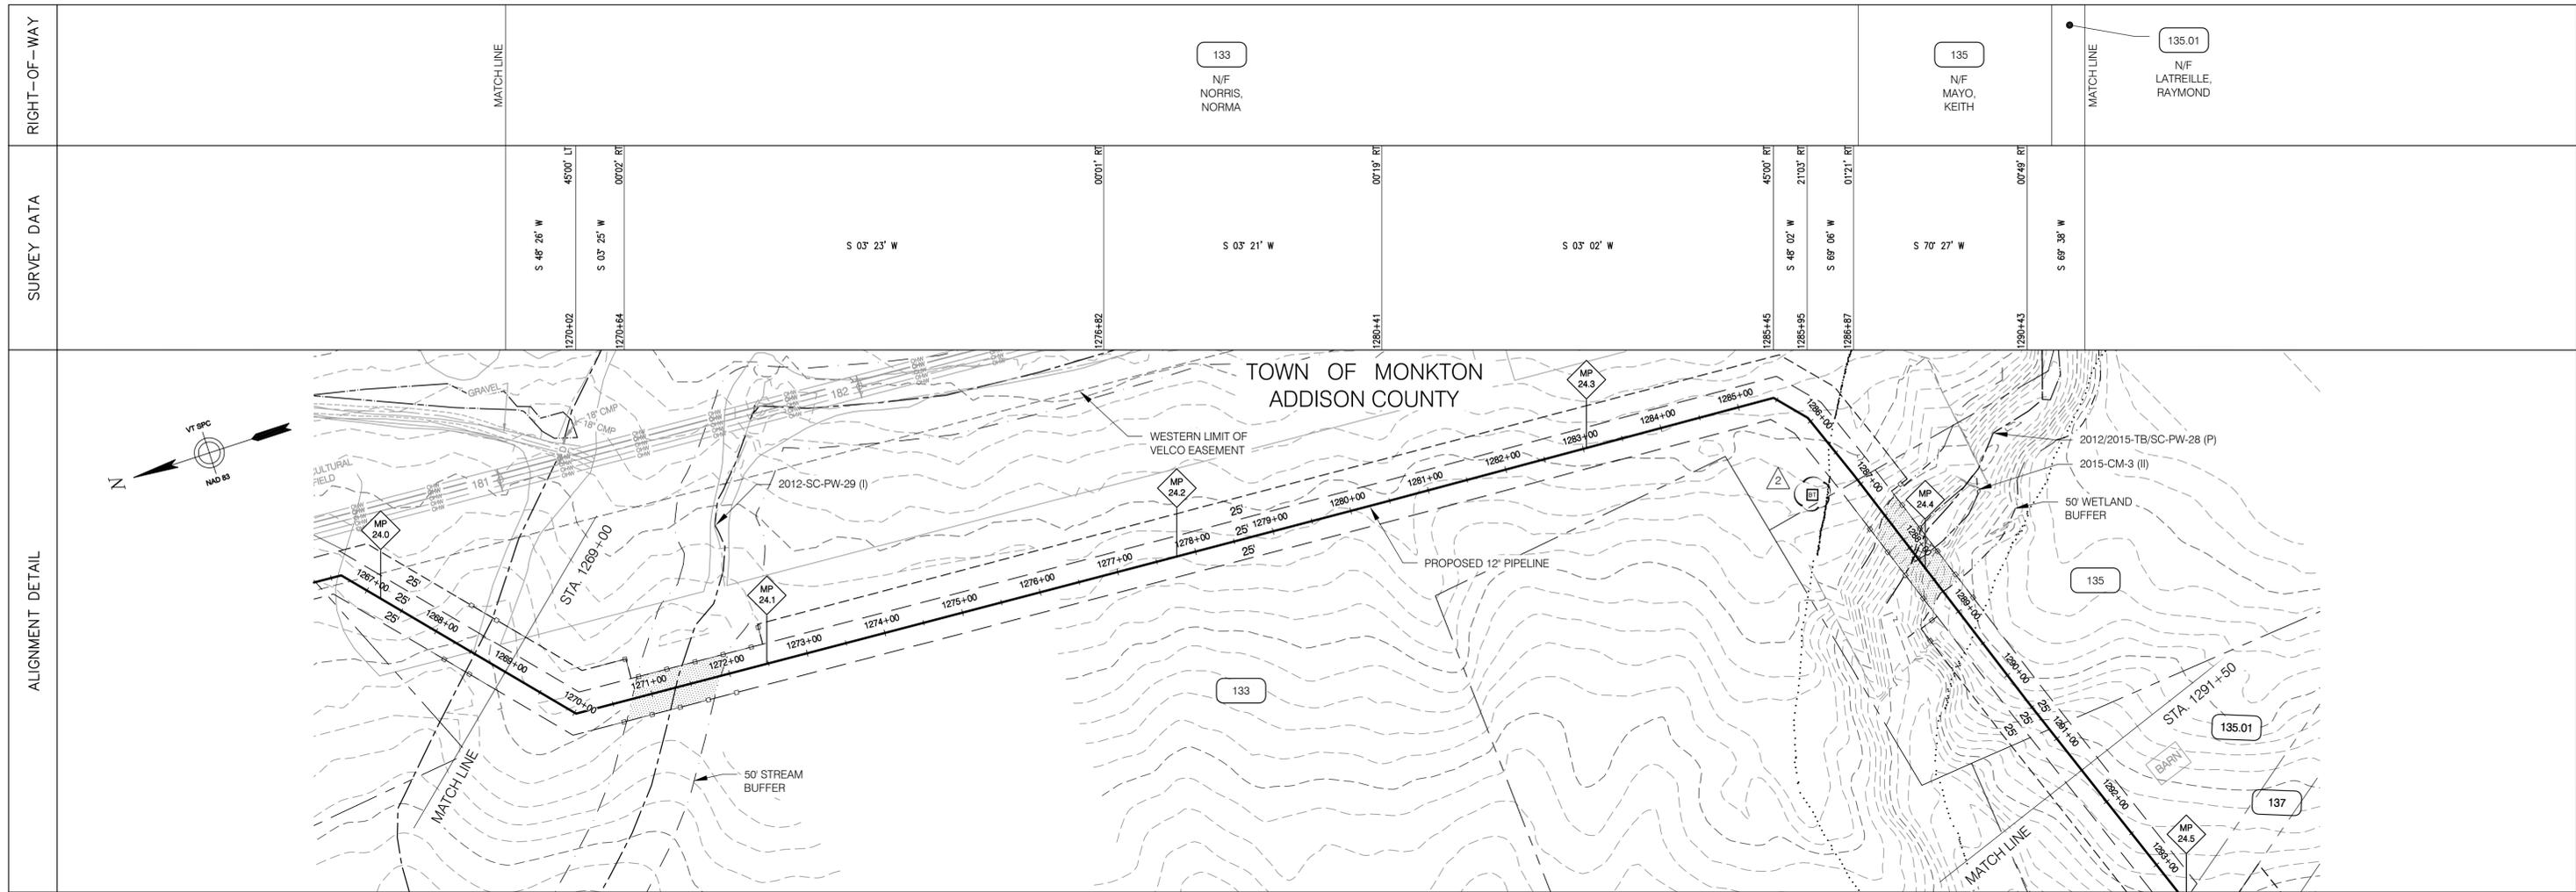 RIGHT-OF-WAY
MATCH LINE
133
N/F
NORRIS,
NORMA
135
N/F
MAYO,
KEITH
MATCH LINE
135.01
N/F
LATREILLE,
RAYMOND
SURVEY DATA
S 48° 26' W
45°00' LT
1270+02
S 03° 25' W
00°02' RT
1270+64
S 03° 23' W
00°01' RT
1276+82
S 03° 21' W
00°19' RT
1280+41
S 03° 02' W
45°00' RT
1285+45
S 48° 02' W
21°03' RT
1285+95
S 69° 06' W
01°21' RT
1286+87
S 70° 27' W
00°49' RT
1290+43
S 69° 38' W
ALIGNMENT DETAIL
TOWN OF MONKTON
ADDISON COUNTY
VT SPC
N
NAD 83
GRAVEL
18" CMP
18" CMP
OHW
181
182
CULTURAL
FIELD
WESTERN LIMIT OF
VELCO EASEMENT
2012-SC-PW-29 (I)
STA. 1269+00
MATCH LINE
50' STREAM
BUFFER
PROPOSED 12" PIPELINE
MP
24.0
MP
24.1
MP
24.2
MP
24.3
MP
24.4
MP
24.5
1267+00
1268+00
1269+00
1270+00
1271+00
1272+00
1273+00
1274+00
1275+00
1276+00
1277+00
1278+00
1279+00
1280+00
1281+00
1282+00
1283+00
1284+00
1285+00
1286+00
1287+00
1288+00
1289+00
1290+00
1291+00
1292+00
1293+00
25'
25'
25'
25'
25'
25'
25'
25'
2
BT
2012/2015-TB/SC-PW-28 (P)
2015-CM-3 (II)
50' WETLAND
BUFFER
135
133
STA. 1291+50
135.01
BARN
137
MATCH LINE